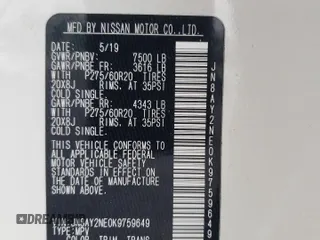 MFD BY NISSAN MOTOR CO.,LTD.
5/19
GVWR/PNBV: 7500 LB
GAWR/PNBE FR: 3616 LB
WITH P275/60R20 TIRES
20X8J RIMS AT 35PSI
COLD SINGLE.
GAWR/PNBE RR: 4343 LB
WITH P275/60R20 TIRES
20X8J RIMS AT 35PSI
COLD SINGLE.
THIS VEHICLE CONFORMS TO ALL
APPLICABLE FEDERAL MOTOR
VEHICLE SAFETY STANDARDS IN
EFFECT ON THE DATE OF
MANUFACTURE SHOWN ABOVE.
AY2NE0K9759649
TYPE:MPV
COLOR TRIM TRANS
JN8AY2NE0K9759649